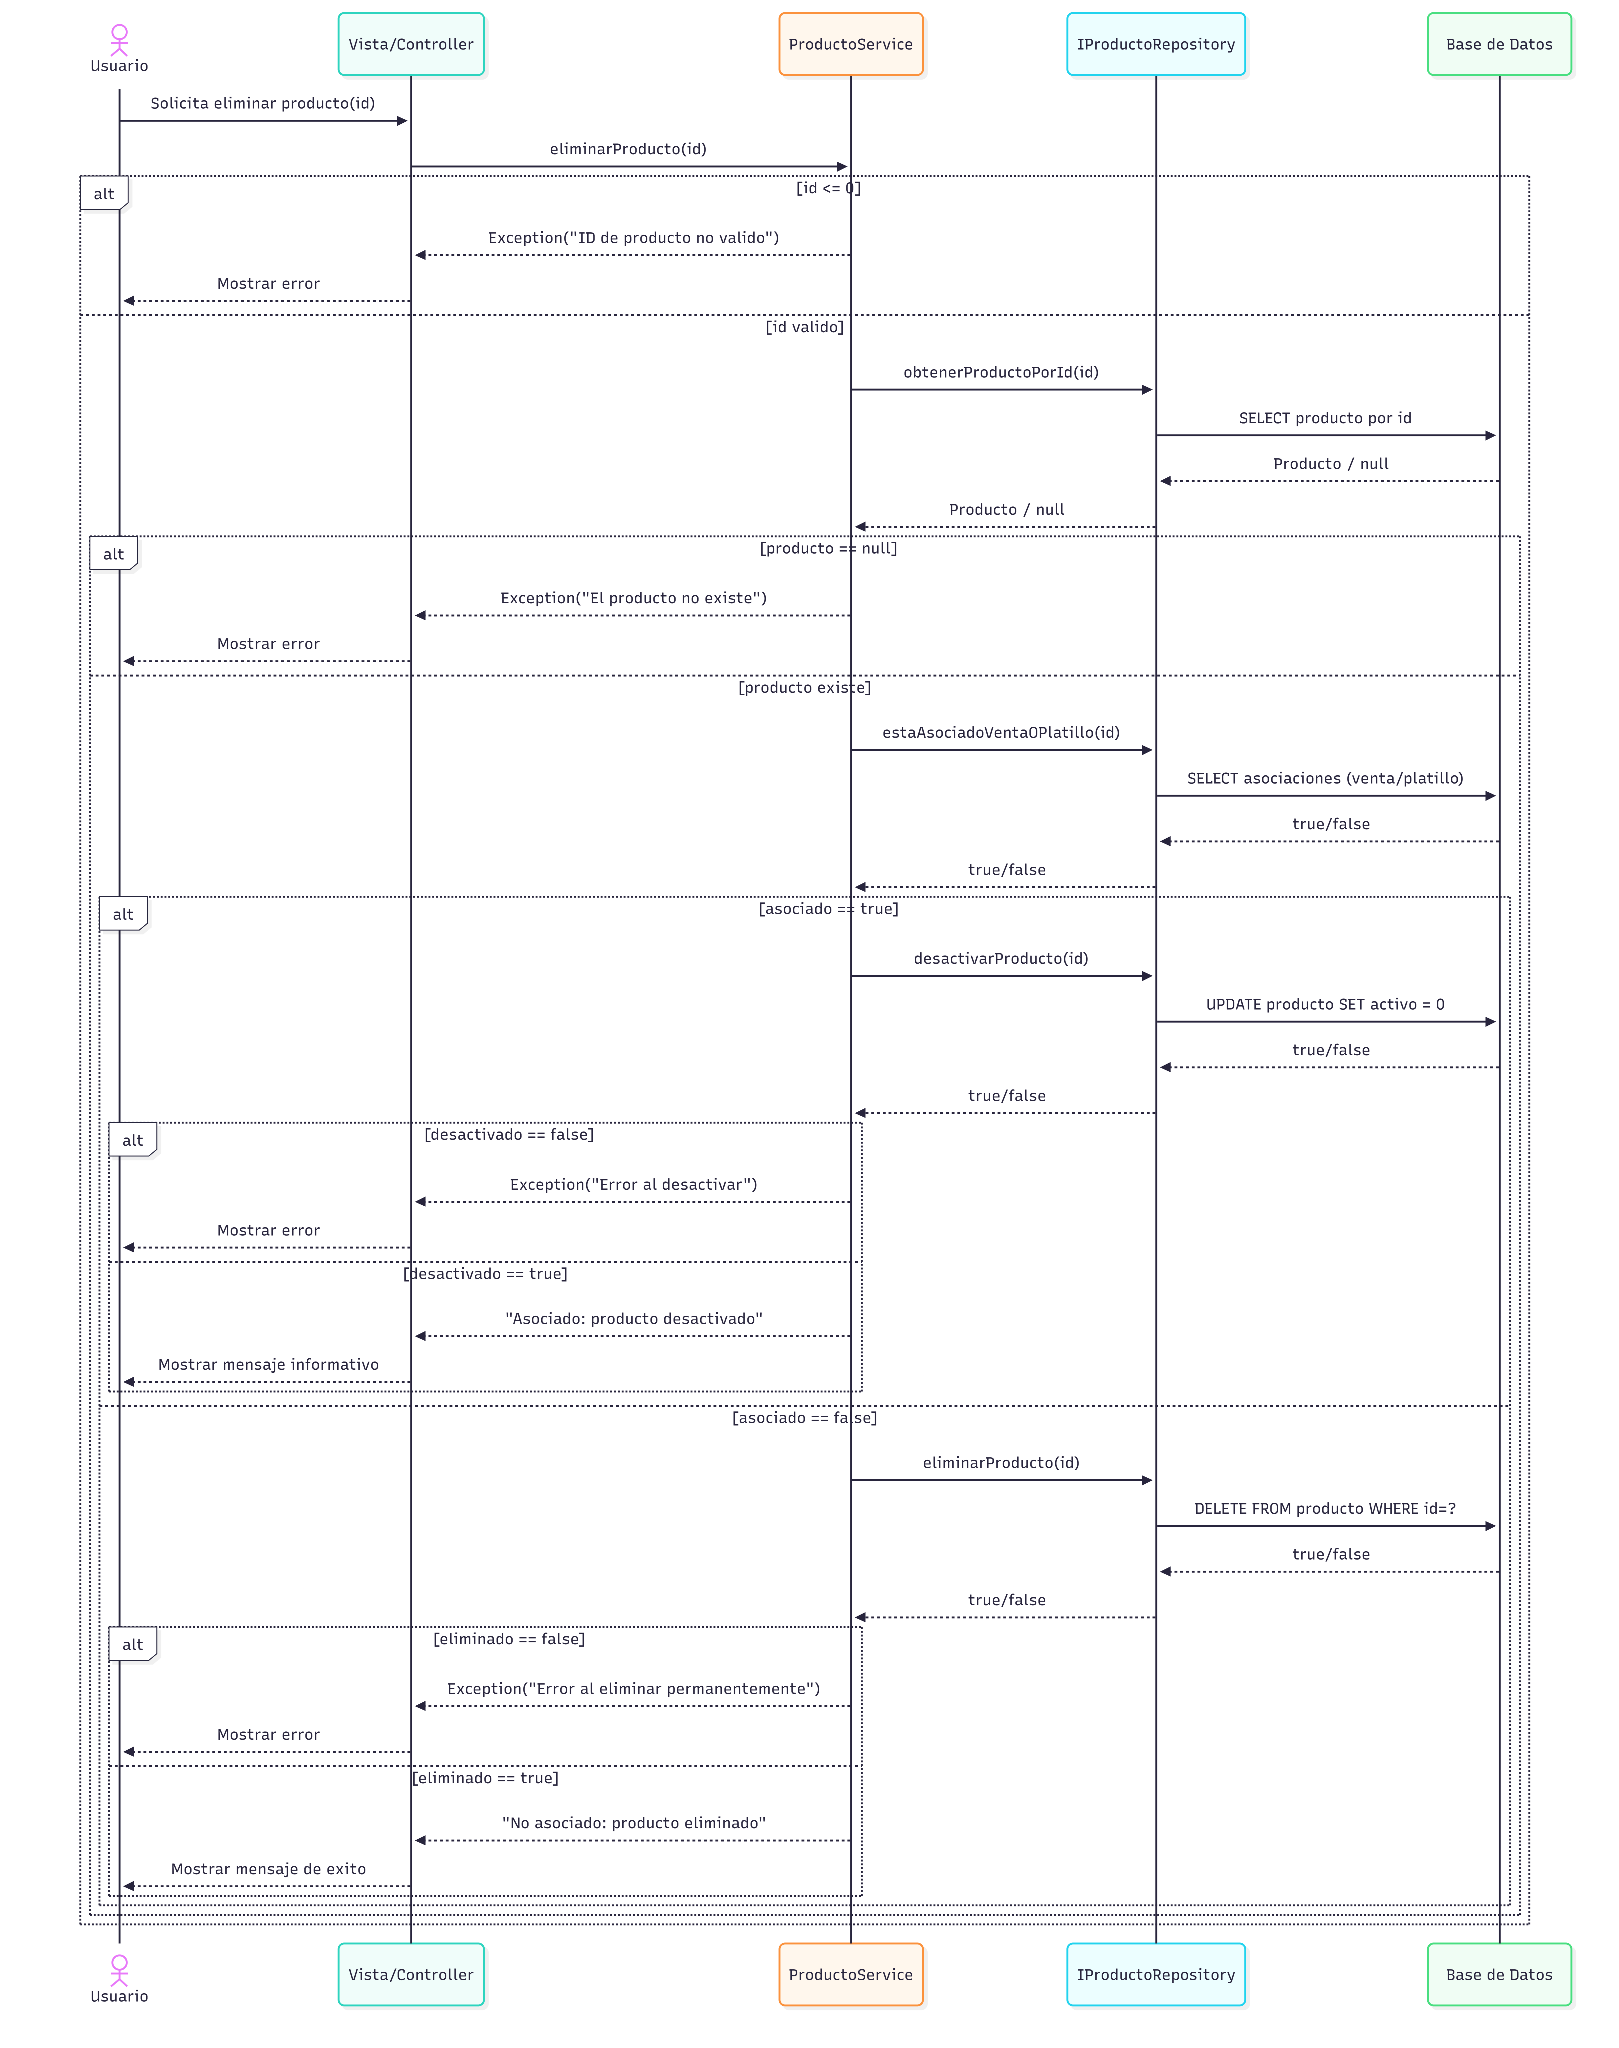 Usuario
Vista/Controller
ProductoService
IProductoRepository
Base de Datos
Solicita eliminar producto(id)
eliminarProducto(id)
alt
[id <= 0]
Exception("ID de producto no valido")
Mostrar error
[id valido]
obtenerProductoPorId(id)
SELECT producto por id
Producto / null
Producto / null
alt
[producto == null]
Exception("El producto no existe")
Mostrar error
[producto existe]
estaAsociadoVentaOPlatillo(id)
SELECT asociaciones (venta/platillo)
true/false
true/false
alt
[asociado == true]
desactivarProducto(id)
UPDATE producto SET activo = 0
true/false
true/false
alt
[desactivado == false]
Exception("Error al desactivar")
Mostrar error
[desactivado == true]
"Asociado: producto desactivado"
Mostrar mensaje informativo
[asociado == false]
eliminarProducto(id)
DELETE FROM producto WHERE id=?
true/false
true/false
alt
[eliminado == false]
Exception("Error al eliminar permanentemente")
Mostrar error
[eliminado == true]
"No asociado: producto eliminado"
Mostrar mensaje de exito
Usuario
Vista/Controller
ProductoService
IProductoRepository
Base de Datos